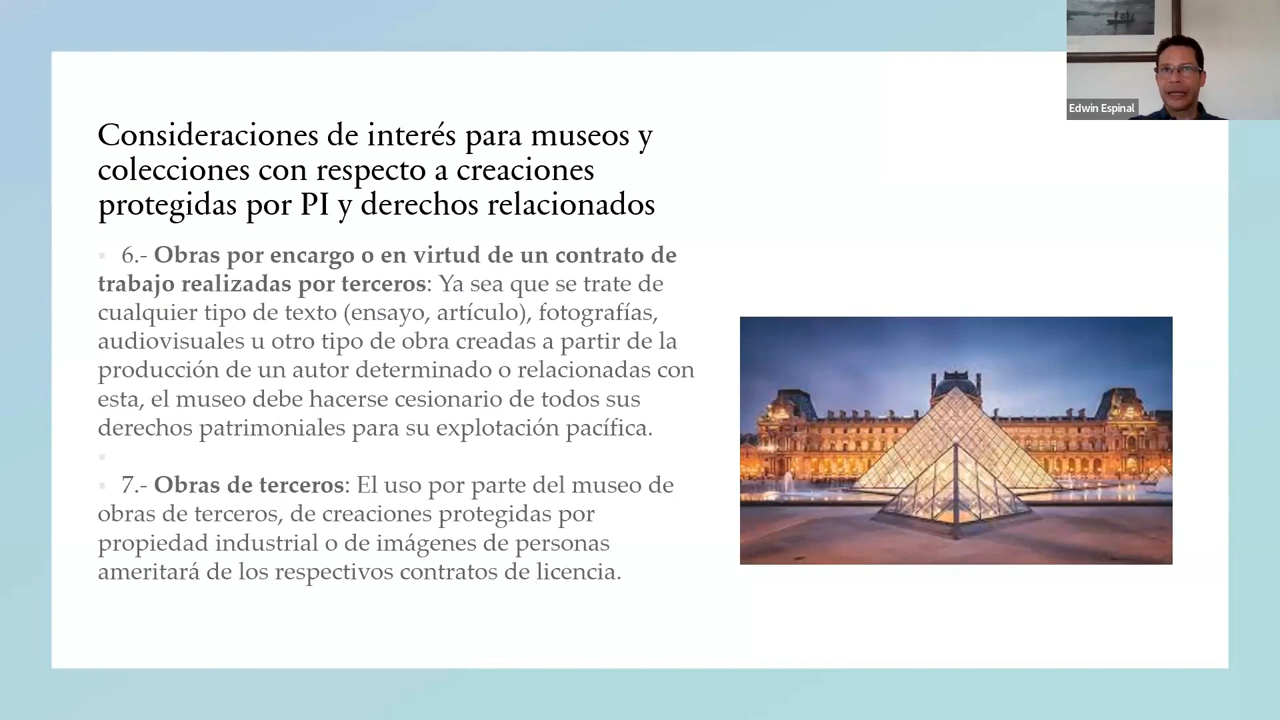 Edwin Espinal
Consideraciones de interés para museos y
colecciones con respecto a creaciones
protegidas por PI y derechos relacionados
6.- Obras por encargo o en virtud de un contrato de
trabajo realizadas por terceros: Ya sea que se trate de
cualquier tipo de texto (ensayo, artículo), fotografías,
audiovisuales u otro tipo de obra creadas a partir de la
producción de un autor determinado o relacionadas con
esta, el museo debe hacerse cesionario de todos sus
derechos patrimoniales para su explotación pacífica.
7.- Obras de terceros: El uso por parte del museo de
obras de terceros, de creaciones protegidas por
propiedad industrial o de imágenes de personas
ameritará de los respectivos contratos de licencia.